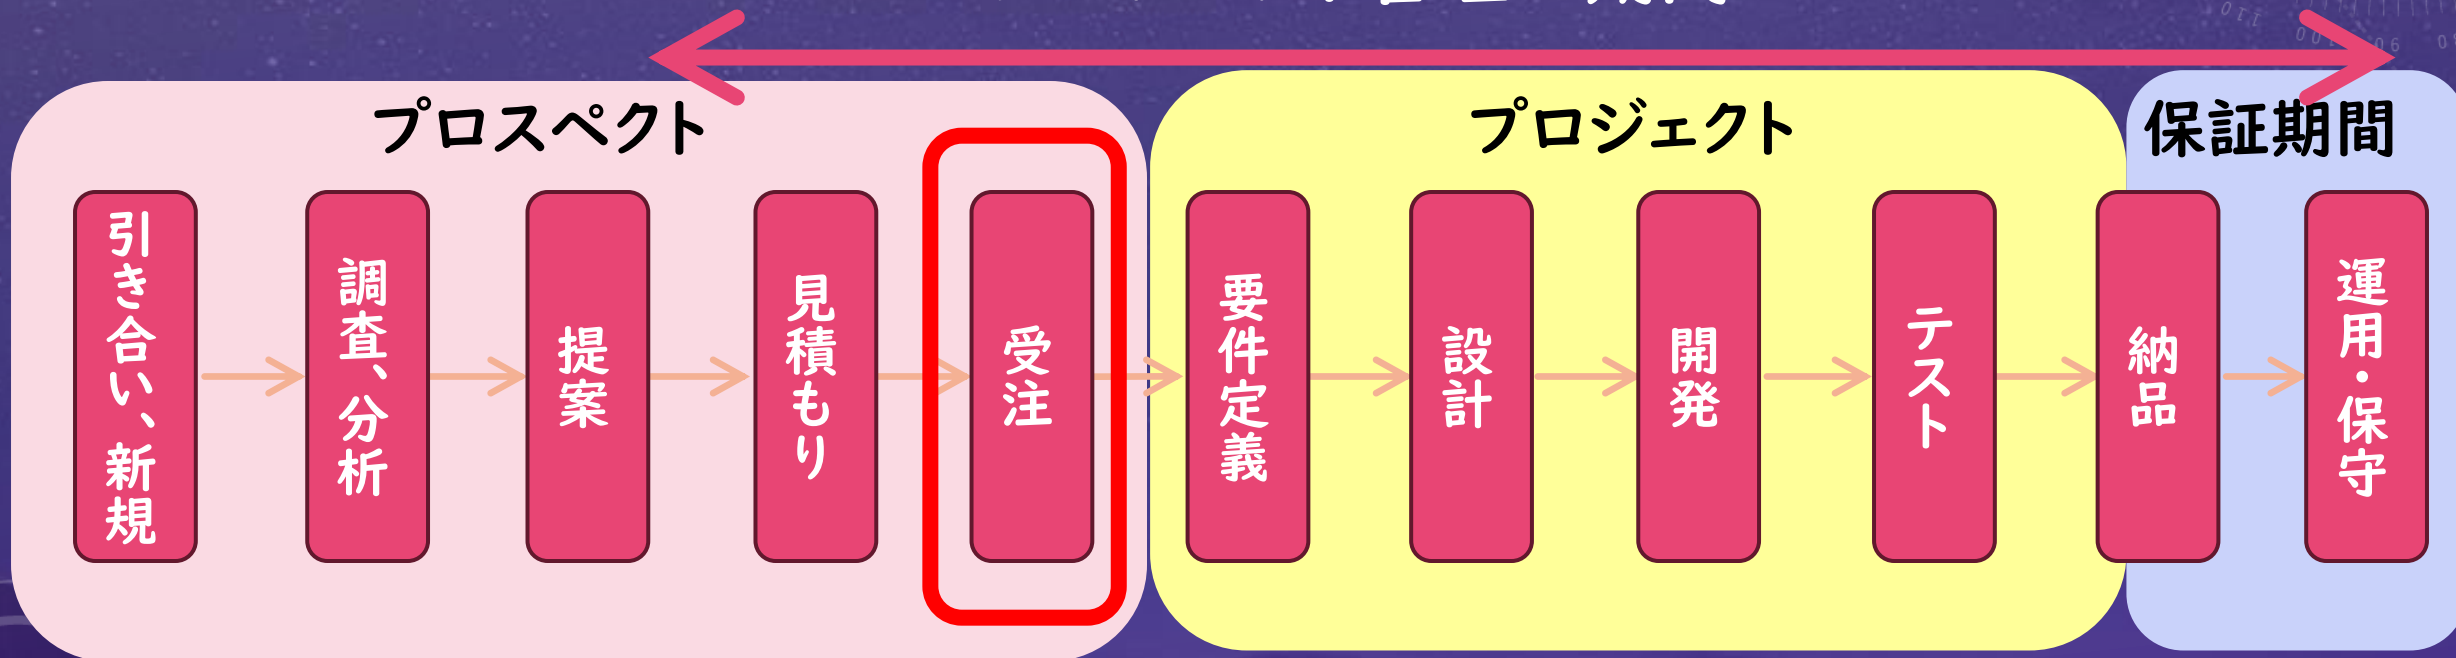 プロスペクト
プロジェクト
保証期間
引き合い、新規
調査、分析
提案
見積もり
受注
要件定義
設計
開発
テスト
納品
運用・保守